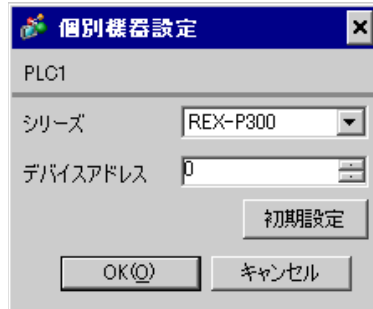 個別機器設定
PLC1
シリーズ REX-P300
デバイスアドレス 0
初期設定
OK(O) キャンセル